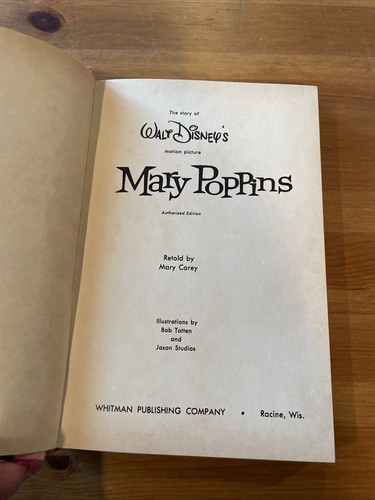 The story of
WALT DISNEY'S
motion picture
MARY POPPINS
Authorized Edition
Retold by
Mary Carey
Illustrations by
Bob Totten
and
Jason Studios
WHITMAN PUBLISHING COMPANY • Racine, Wis.